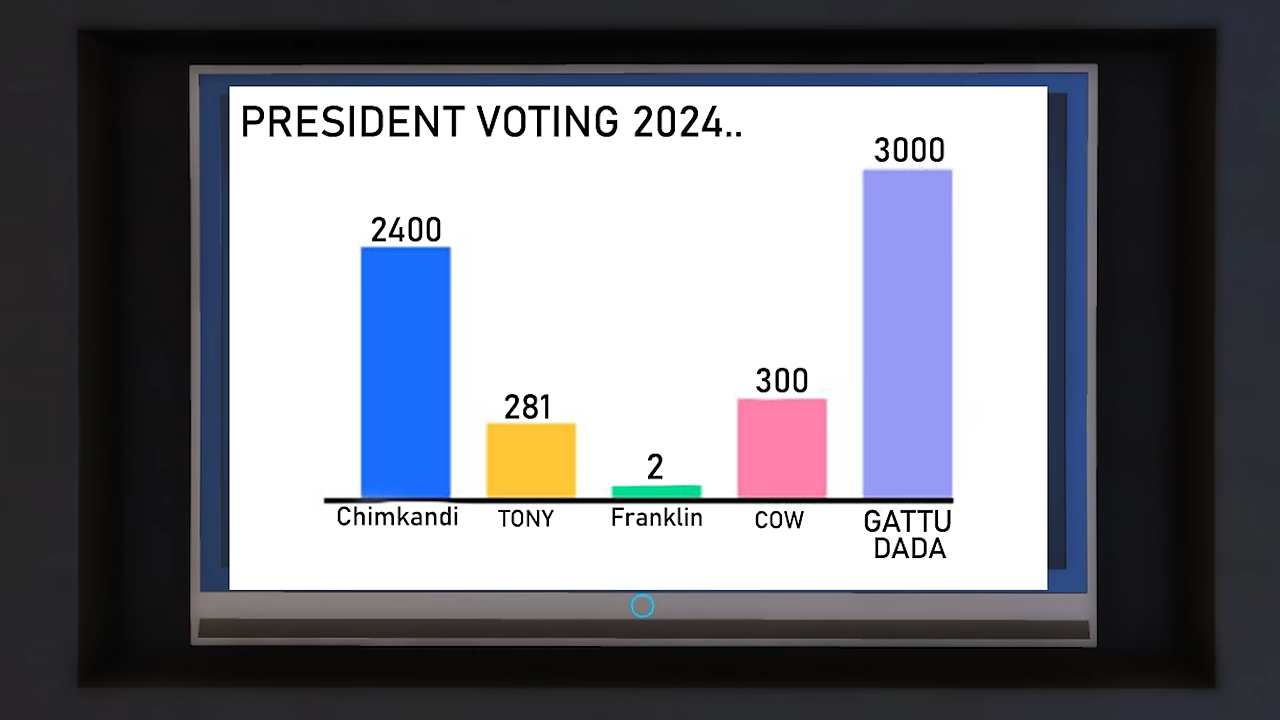 PRESIDENT VOTING 2024..
3000
2400
300
281
2
Chimkandi TONY Franklin COW GATTU
DADA